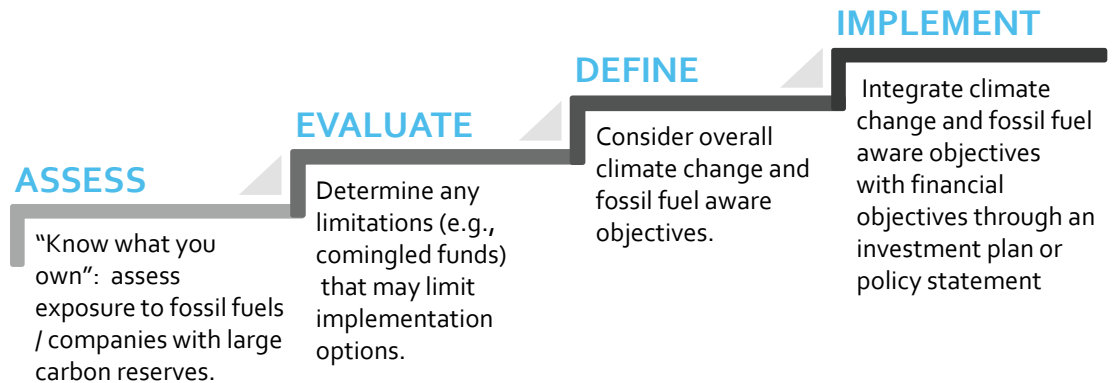 ASSESS
“Know what you
own”:  assess
exposure to fossil fuels
/ companies with large
carbon reserves.
EVALUATE
Determine any
limitations (e.g.,
comingled funds)
that may limit
implementation
options.
DEFINE
Consider overall
climate change and
fossil fuel aware
objectives.
IMPLEMENT
Integrate climate
change and fossil fuel
aware objectives
with financial
objectives through an
investment plan or
policy statement